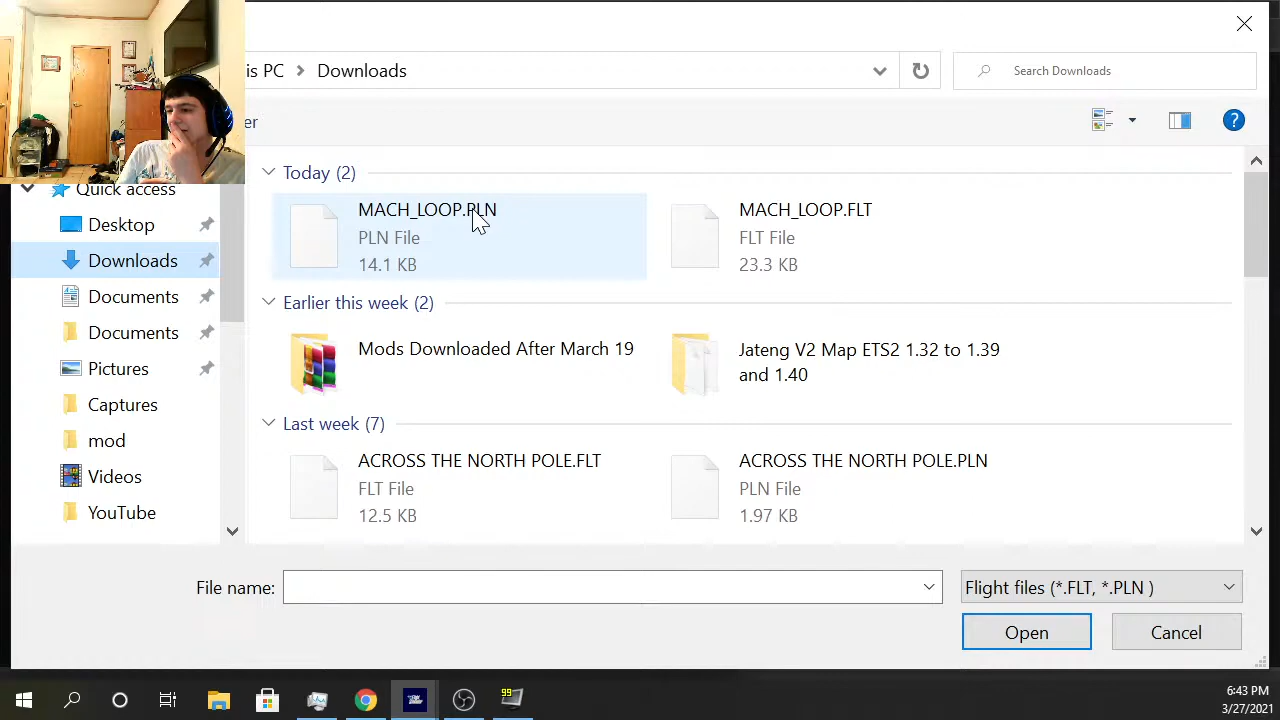 is PC > Downloads
Search Downloads
er
?
Quick access
Desktop
Downloads
Documents
Documents
Pictures
Captures
mod
Videos
YouTube
Today (2)
MACH_LOOP.PLN
PLN File
14.1 KB
MACH_LOOP.FLT
FLT File
23.3 KB
Earlier this week (2)
Mods Downloaded After March 19
Jateng V2 Map ETS2 1.32 to 1.39
and 1.40
Last week (7)
ACROSS THE NORTH POLE.FLT
FLT File
12.5 KB
ACROSS THE NORTH POLE.PLN
PLN File
1.97 KB
File name:
Flight files (*.FLT, *.PLN )
Open
Cancel
99
6:43 PM
3/27/2021